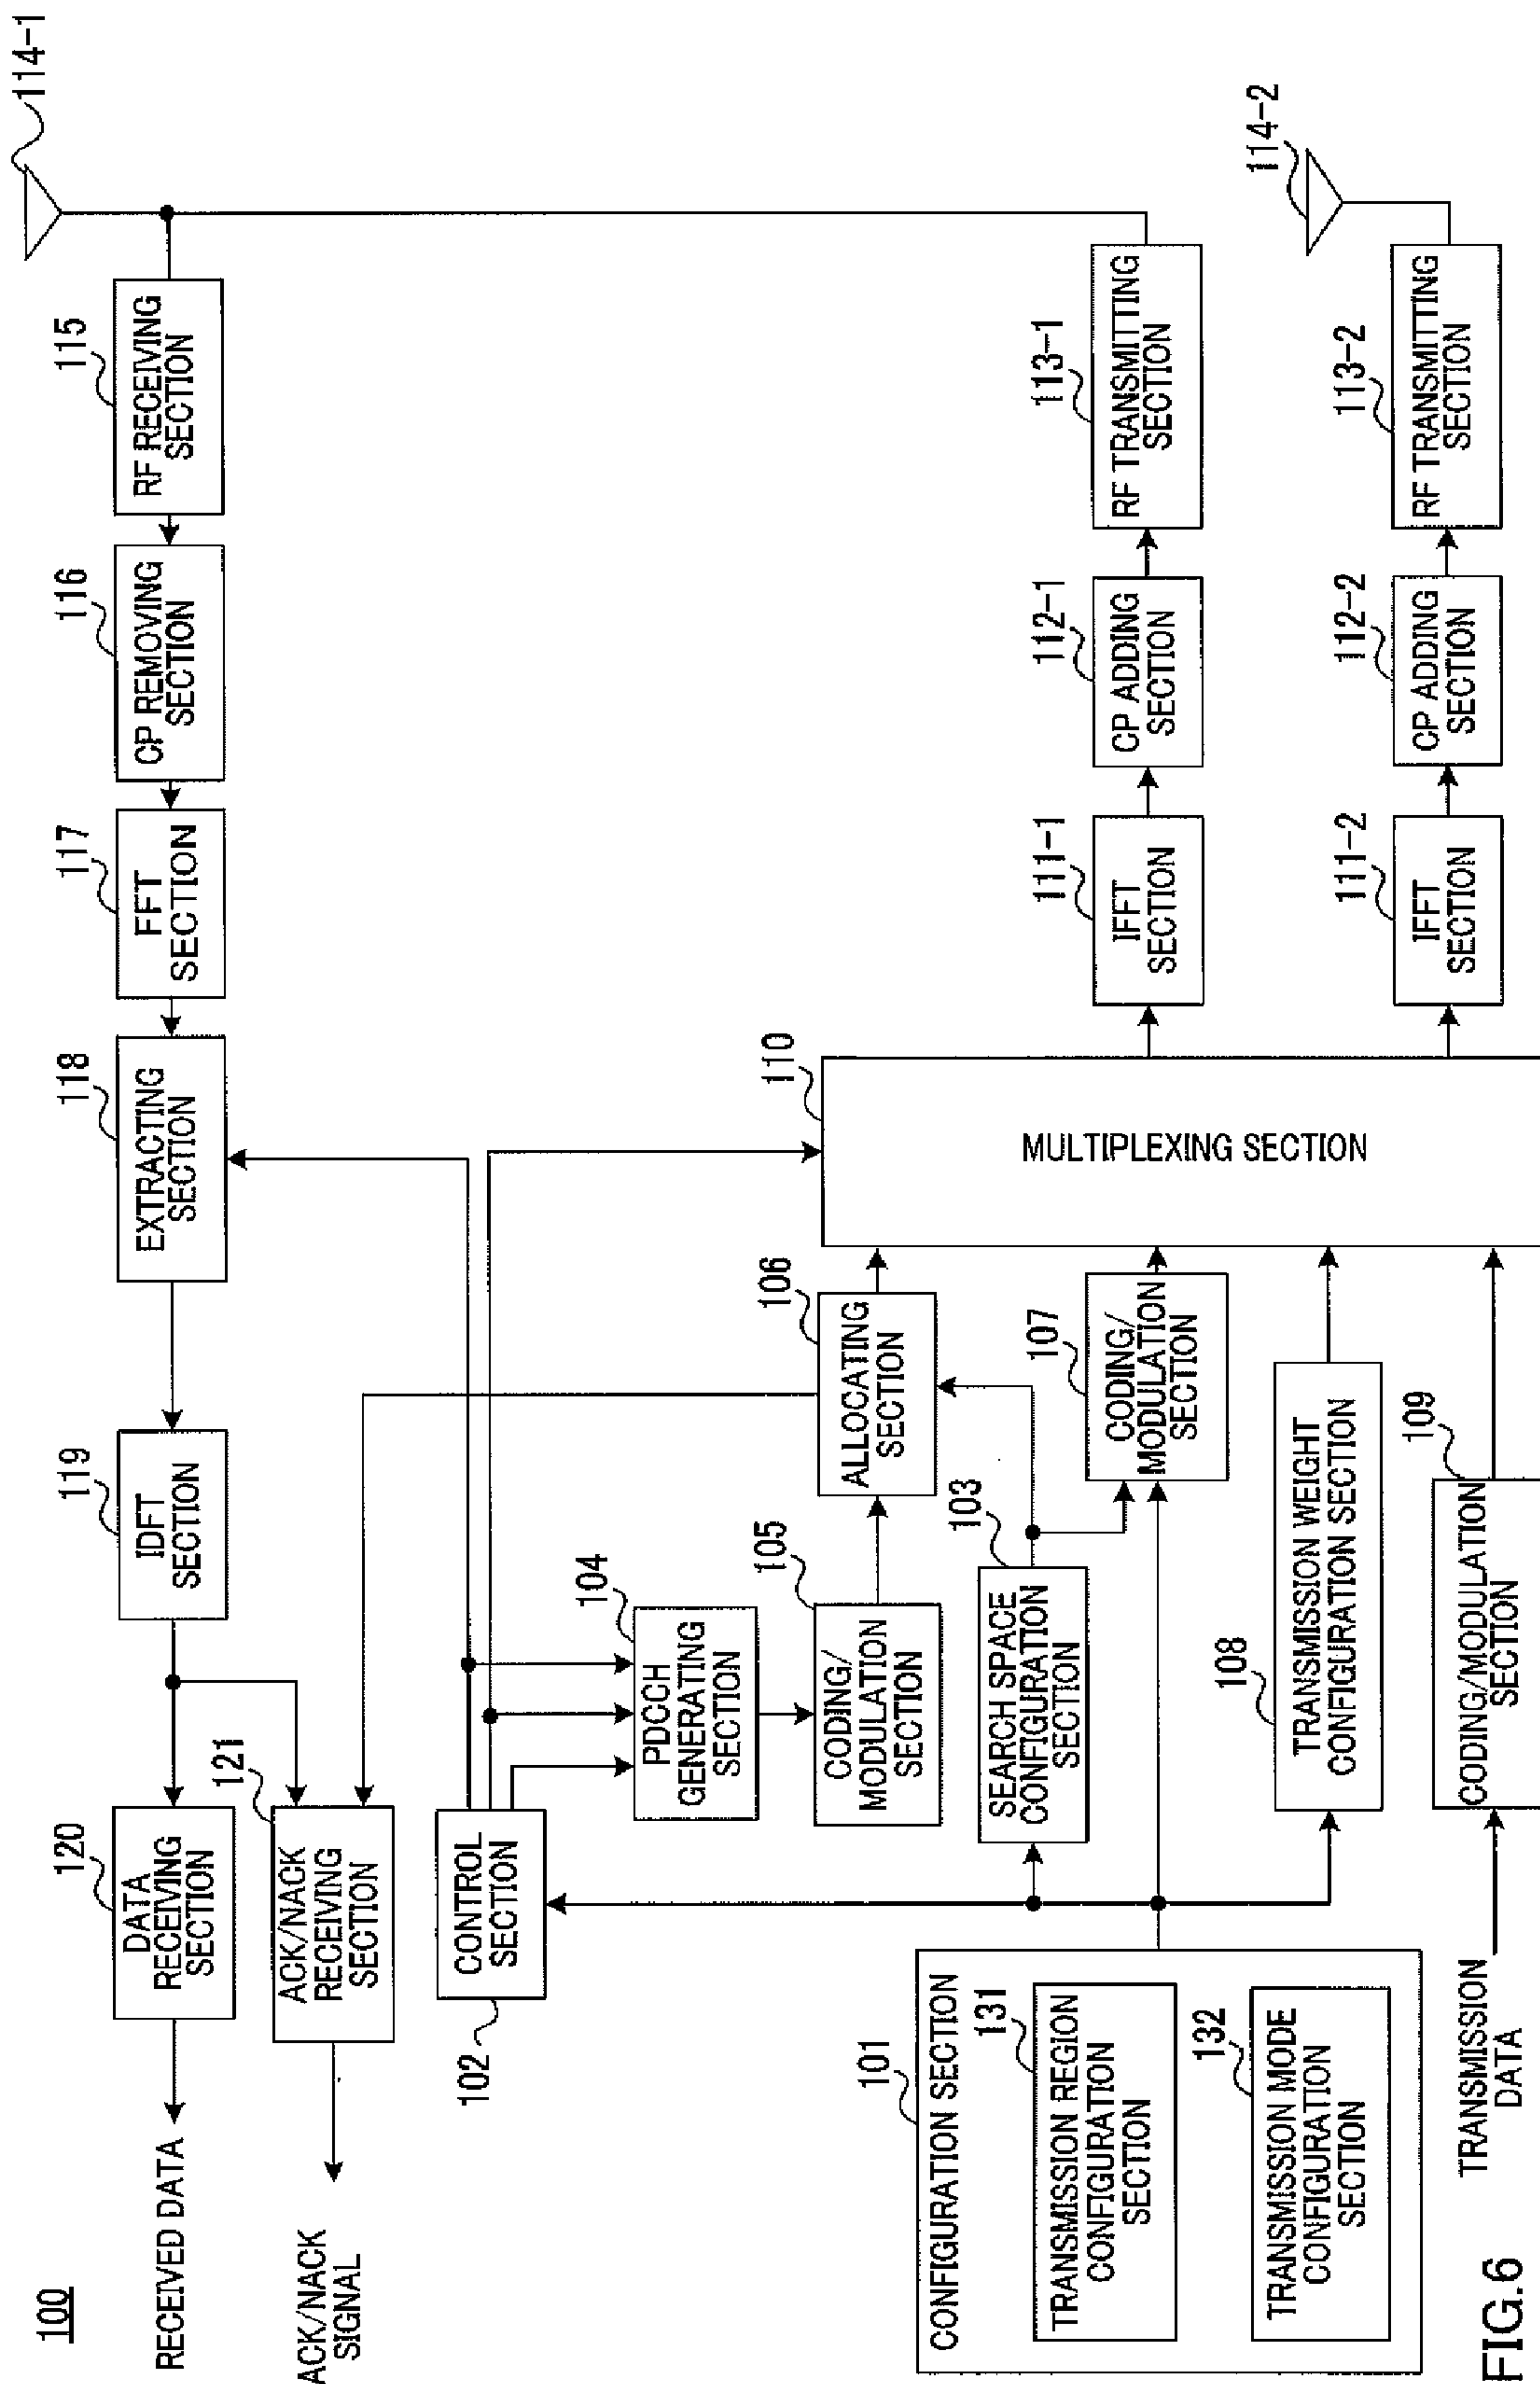 100
RECEIVED DATA
ACK/NACK
SIGNAL
120
DATA
RECEIVING
SECTION
121
ACK/NACK
RECEIVING
SECTION
119
IDFT
SECTION
118
EXTRACTING
SECTION
117
FFT
SECTION
116
CP REMOVING
SECTION
115
RF RECEIVING
SECTION
114-1
102
CONTROL
SECTION
104
PDCCH
GENERATING
SECTION
105
CODING/
MODULATION
SECTION
106
ALLOCATING
SECTION
103
SEARCH SPACE
CONFIGURATION
SECTION
107
CODING/
MODULATION
SECTION
110
MULTIPLEXING SECTION
111-1
IFFT
SECTION
112-1
CP ADDING
SECTION
113-1
RF TRANSMITTING
SECTION
114-2
101
CONFIGURATION SECTION
131
TRANSMISSION REGION
CONFIGURATION
SECTION
132
TRANSMISSION MODE
CONFIGURATION
SECTION
108
TRANSMISSION WEIGHT
CONFIGURATION SECTION
109
CODING/MODULATION
SECTION
111-2
IFFT
SECTION
112-2
CP ADDING
SECTION
113-2
RF TRANSMITTING
SECTION
TRANSMISSION
DATA
FIG.6